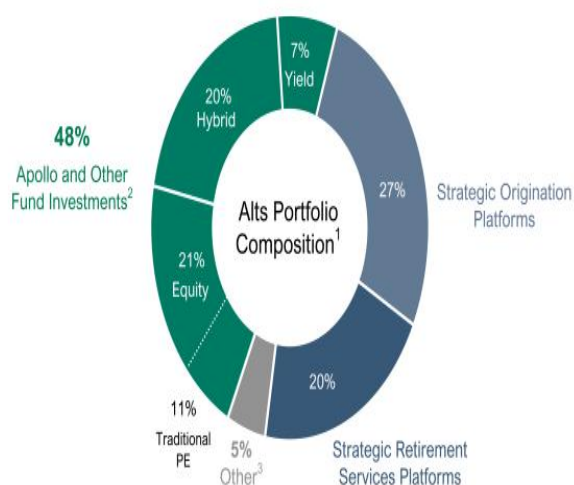 7%
Yield
20%
Hybrid
48%
Apollo and Other
Fund Investments²
27%
Strategic Origination
Platforms
Alts Portfolio
Composition¹
21%
Equity
11%
Traditional
PE
5%
Other³
20%
Strategic Retirement
Services Platforms